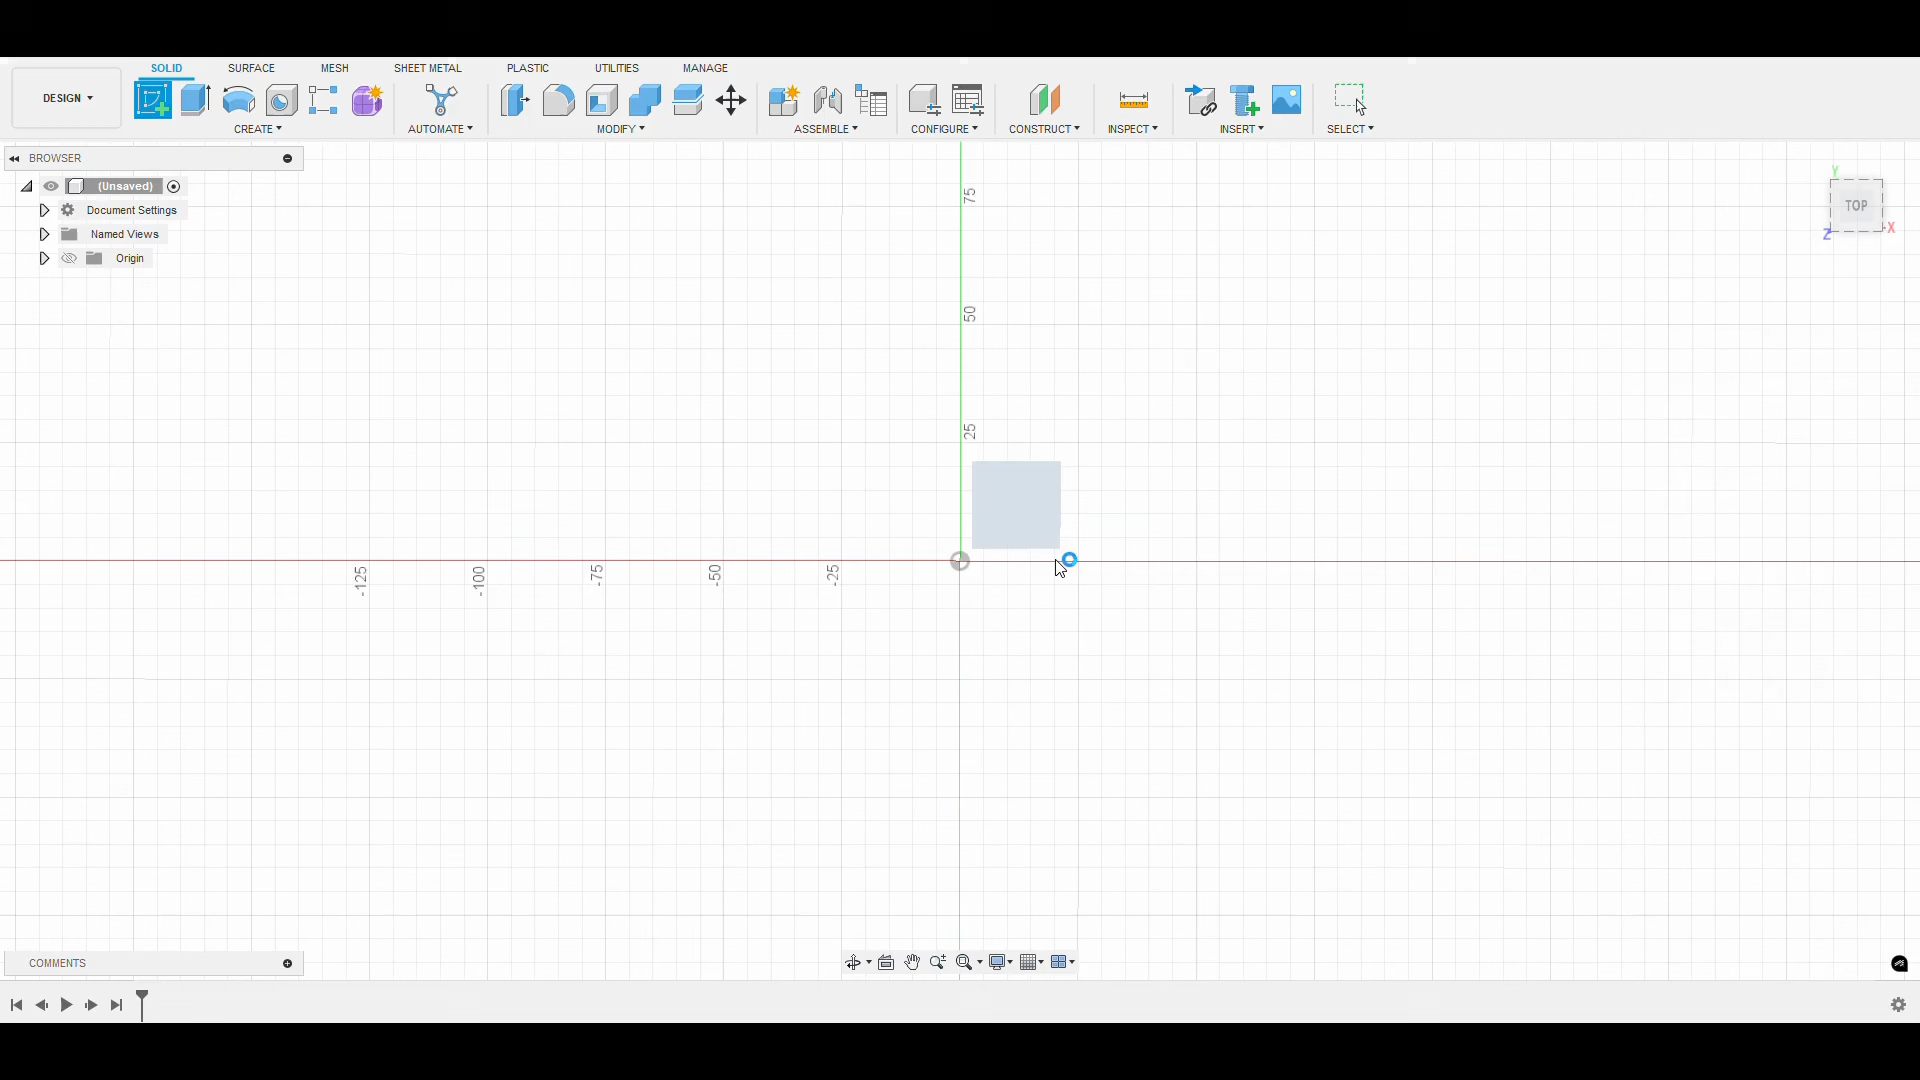 SOLID SURFACE MESH SHEET METAL PLASTIC UTILITIES MANAGE
DESIGN
CREATE AUTOMATE MODIFY ASSEMBLE CONFIGURE CONSTRUCT INSPECT INSERT SELECT
BROWSER
(Unsaved)
Document Settings
Named Views
Origin
Y
TOP
X
Z
75
50
25
-125 -100 -75 -50 -25
COMMENTS